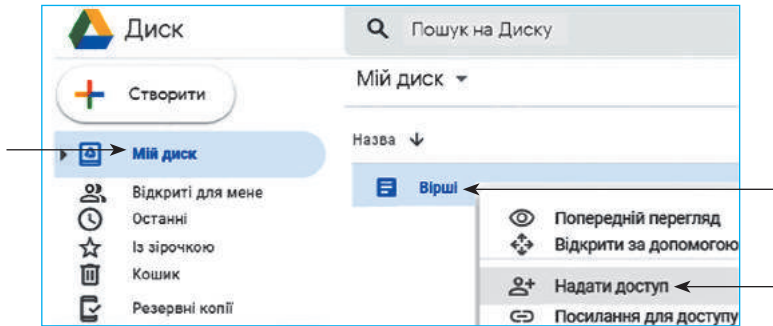 Диск
Пошук на Диску
Створити
Мій диск
Відкриті для мене
Останні
Із зірочкою
Кошик
Резервні копії
Мій диск
Назва
Вірші
Попередній перегляд
Відкрити за допомогою
Надати доступ
Посилання для доступу